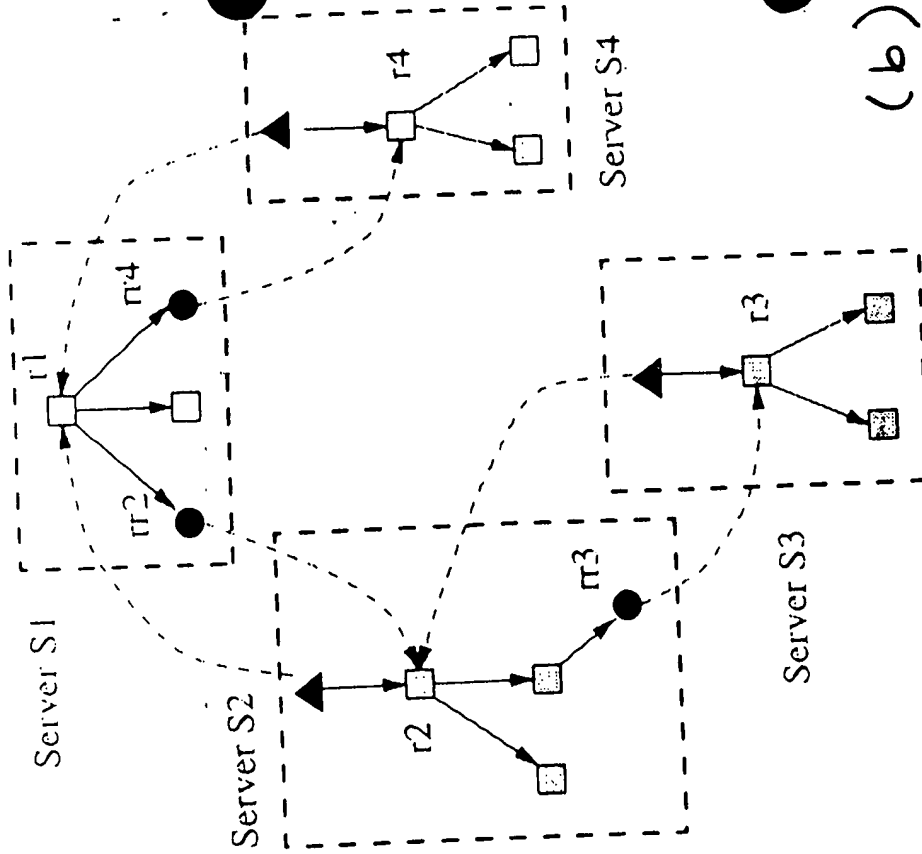 Server S1
r1
rr2
rr4
Server S2
r2
rr3
Server S3
r3
Server S4
r4
(b)